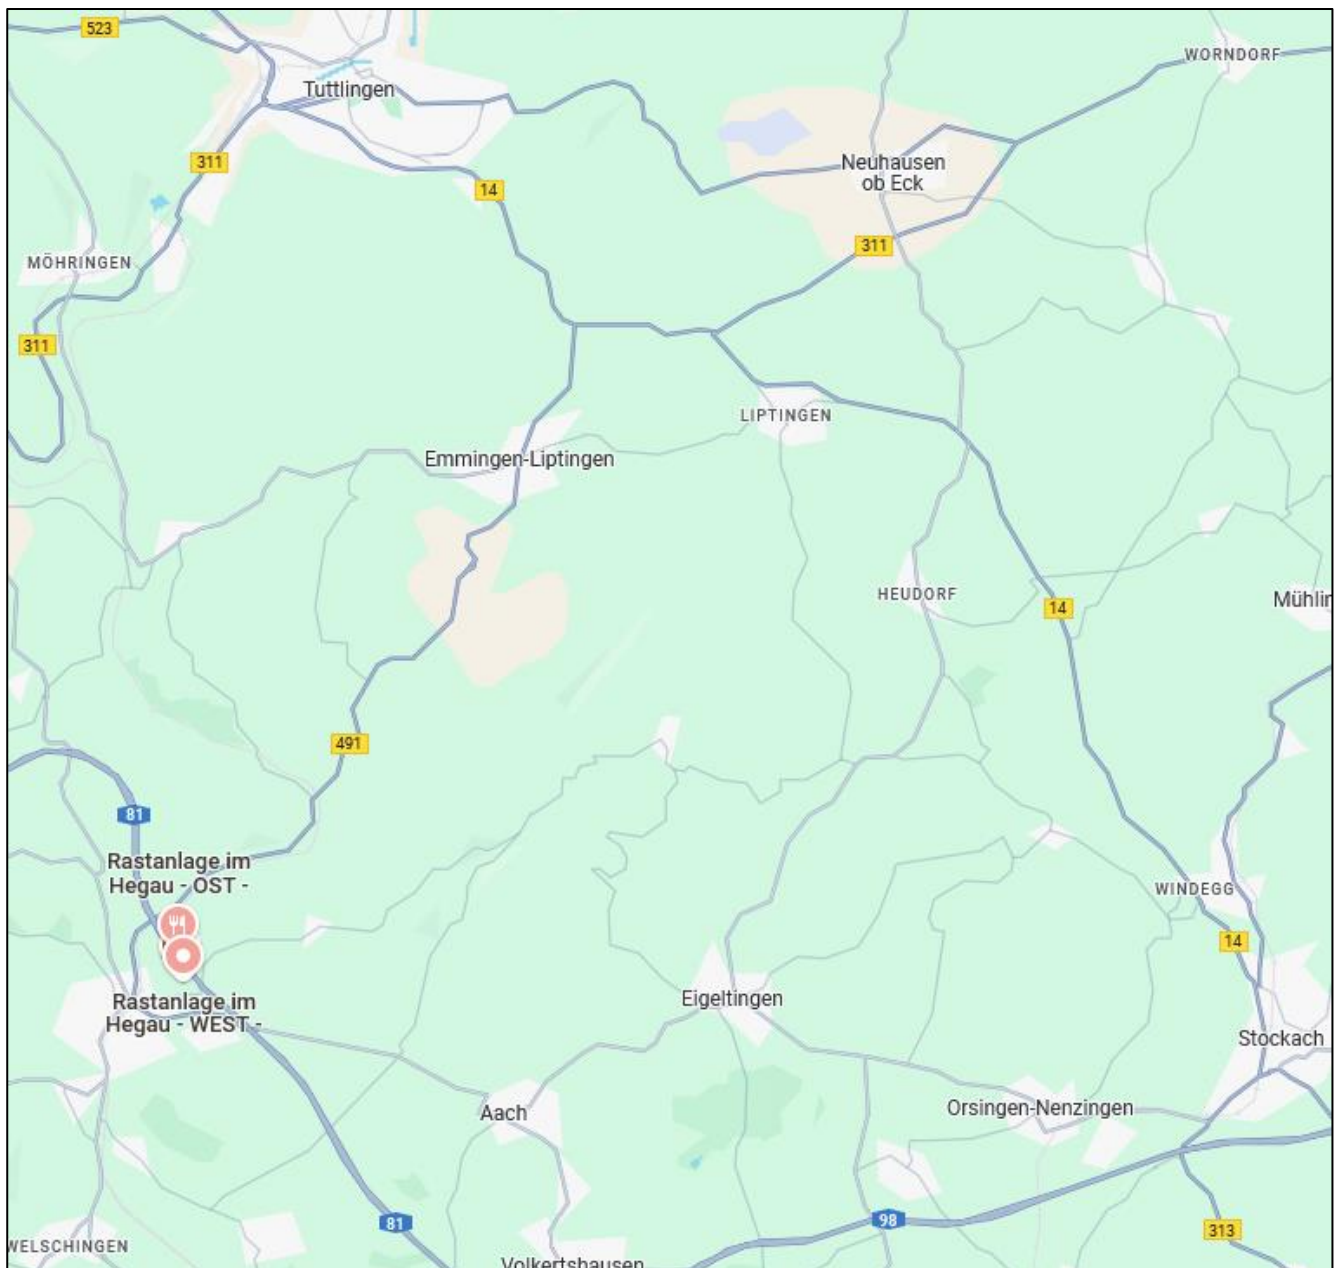 523
WORNDORF
Tuttlingen
311
Neuhausen
ob Eck
14
311
MÖHRINGEN
311
LIPTINGEN
Emmingen-Liptingen
HEUDORF
Mühlin
14
491
81
Rastanlage im
Hegau - OST -
WINDEGG
14
Eigeltingen
Rastanlage im
Hegau - WEST -
Stockach
Orsingen-Nenzingen
Aach
81
98
313
WELSCHINGEN
Volkertshausen